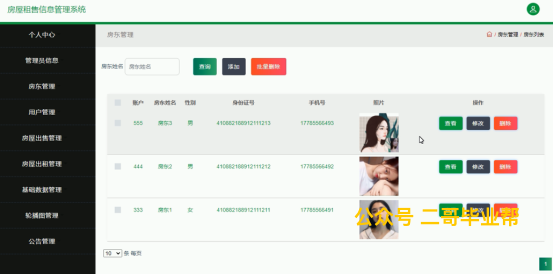 房屋租售信息管理系统
个人中心
管理员信息
房东管理
用户管理
房屋出售管理
房屋出租管理
基础数据管理
轮播图管理
公告管理
房东管理
/ 房东管理 / 房东列表
房东姓名 房东姓名 查询 添加 批量删除
账户 房东姓名 性别 身份证号 手机号 照片 操作
555 房东3 男 410882188912111213 17785566493 查看 修改 删除
444 房东2 男 410882188912111212 17785566492 查看 修改 删除
333 房东1 女 410882188912111211 17785566491
公众号 二哥毕业帮
10 条 每页
1